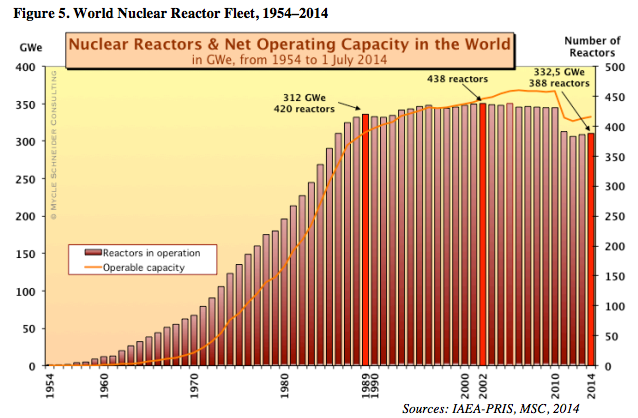 Figure 5. World Nuclear Reactor Fleet, 1954–2014
GWe
Nuclear Reactors & Net Operating Capacity in the World
in GWe, from 1954 to 1 July 2014
Number of
Reactors
© MYCLE SCHNEIDER CONSULTING
400
350
300
250
200
150
100
50
0
312 GWe
420 reactors
438 reactors
332,5 GWe
388 reactors
Reactors in operation
Operable capacity
500
450
400
350
300
250
200
150
100
50
0
1954
1960
1970
1980
1989
1990
2000
2002
2010
2014
Sources: IAEA-PRIS, MSC, 2014